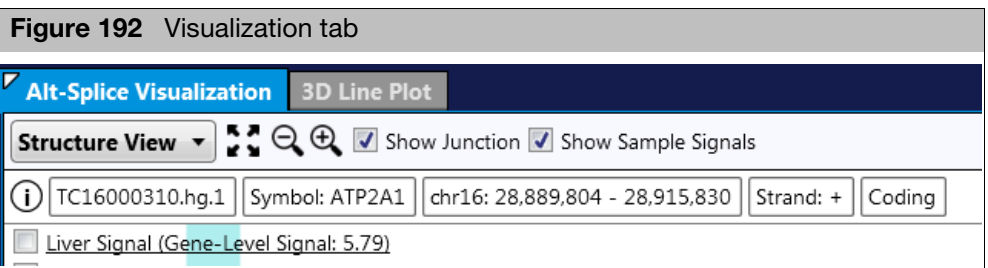 Figure 192 Visualization tab
Alt-Splice Visualization 3D Line Plot
Structure View Show Junction Show Sample Signals
TC16000310.hg.1 Symbol: ATP2A1 chr16: 28,889,804 - 28,915,830 Strand: + Coding
Liver Signal (Gene-Level Signal: 5.79)